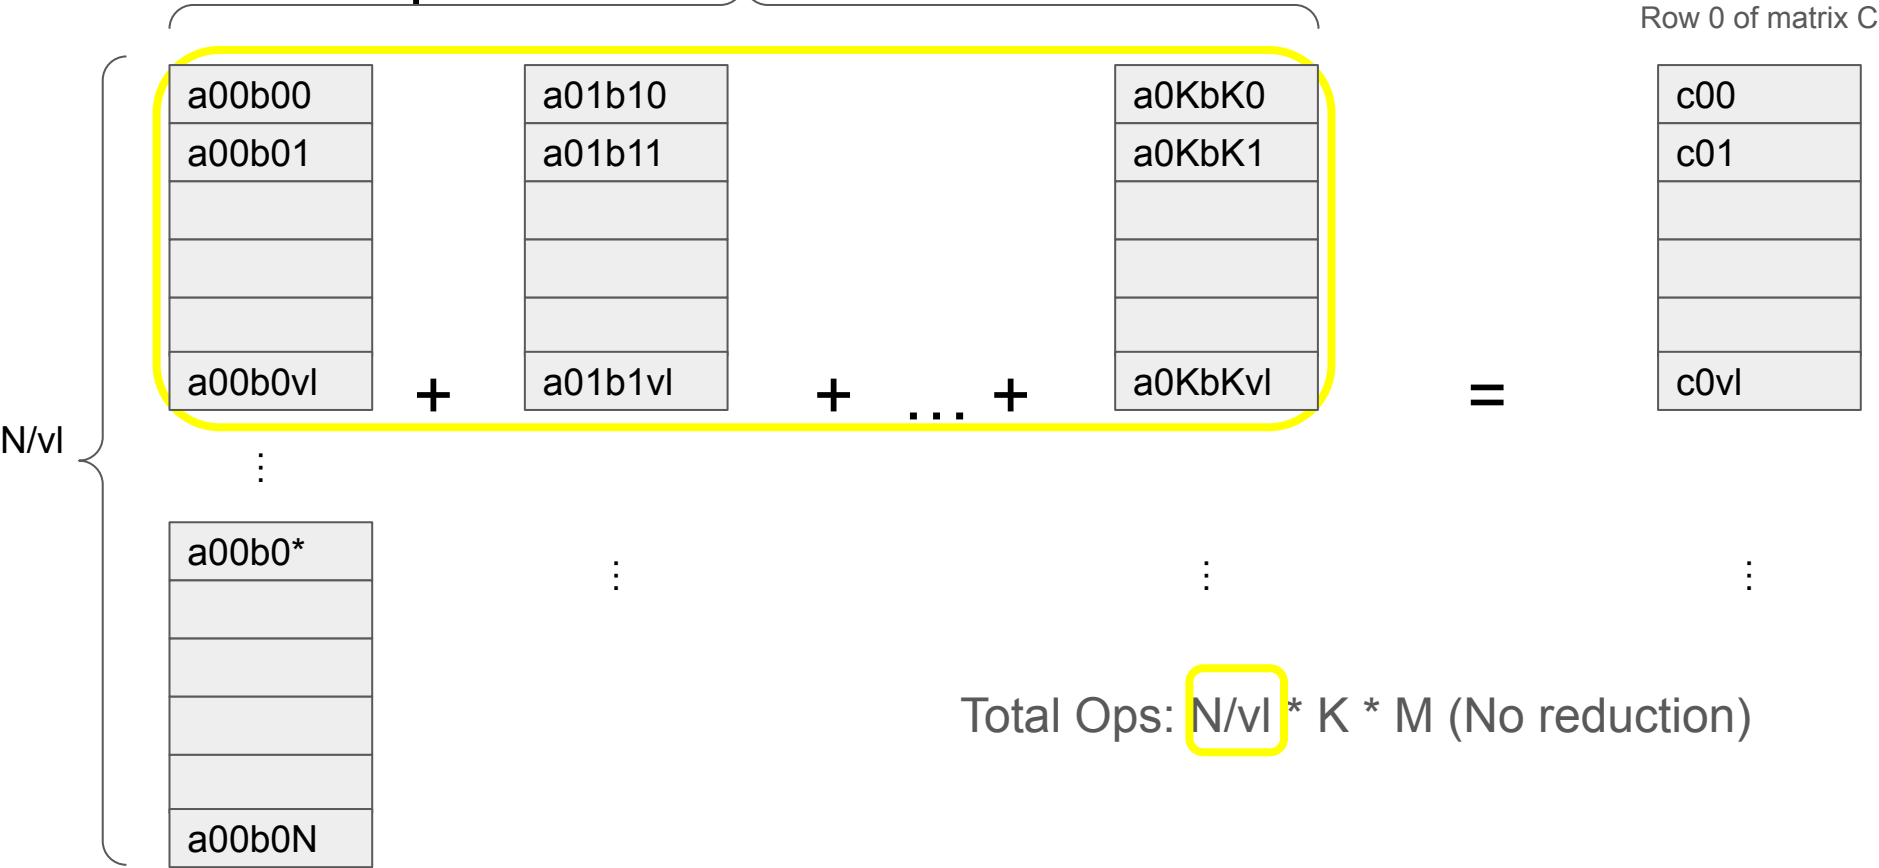 Row 0 of matrix C
a00b00 a01b10 a0KbK0 c00
a00b01 a01b11 a0KbK1 c01
a00b0vl + a01b1vl + ... + a0KbKvl = c0vl
N/vl
⋮
a00b0*
⋮ ⋮ ⋮
Total Ops: N/vl * K * M (No reduction)
a00b0N